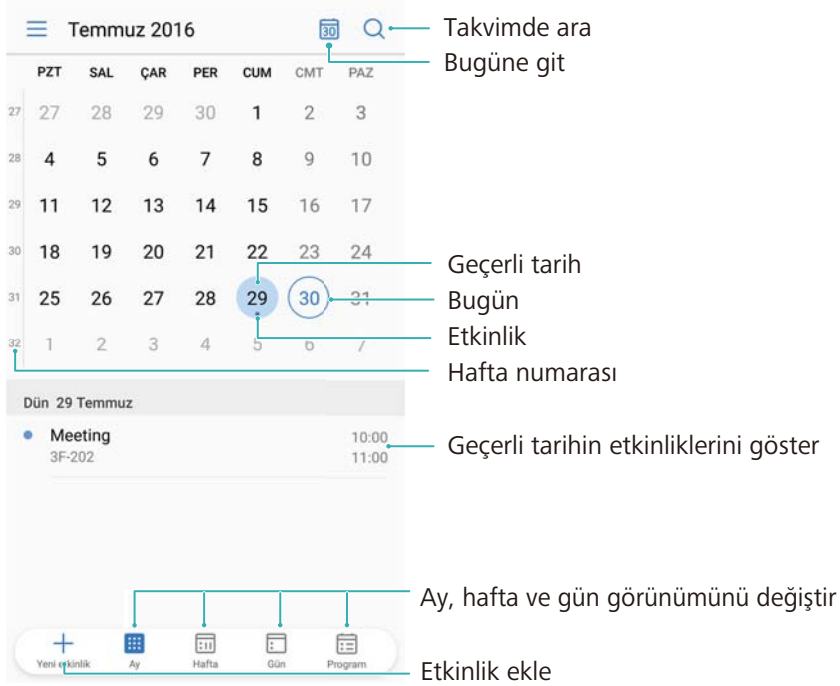 Temmuz 2016 30 Takvimde ara
Bugüne git
PZT SAL ÇAR PER CUM CMT PAZ
27 27 28 29 30 1 2 3
28 4 5 6 7 8 9 10
29 11 12 13 14 15 16 17
30 18 19 20 21 22 23 24
Geçerli tarih
31 25 26 27 28 29 30 31 Bugün
Etkinlik
32 1 2 3 4 5 6 7
Hafta numarası
Dün 29 Temmuz
Meeting 10:00 Geçerli tarihin etkinliklerini göster
3F-202 11:00
Ay, hafta ve gün görünümünü değiştir
Yeni etkinlik Ay Hafta Gün Program
Etkinlik ekle